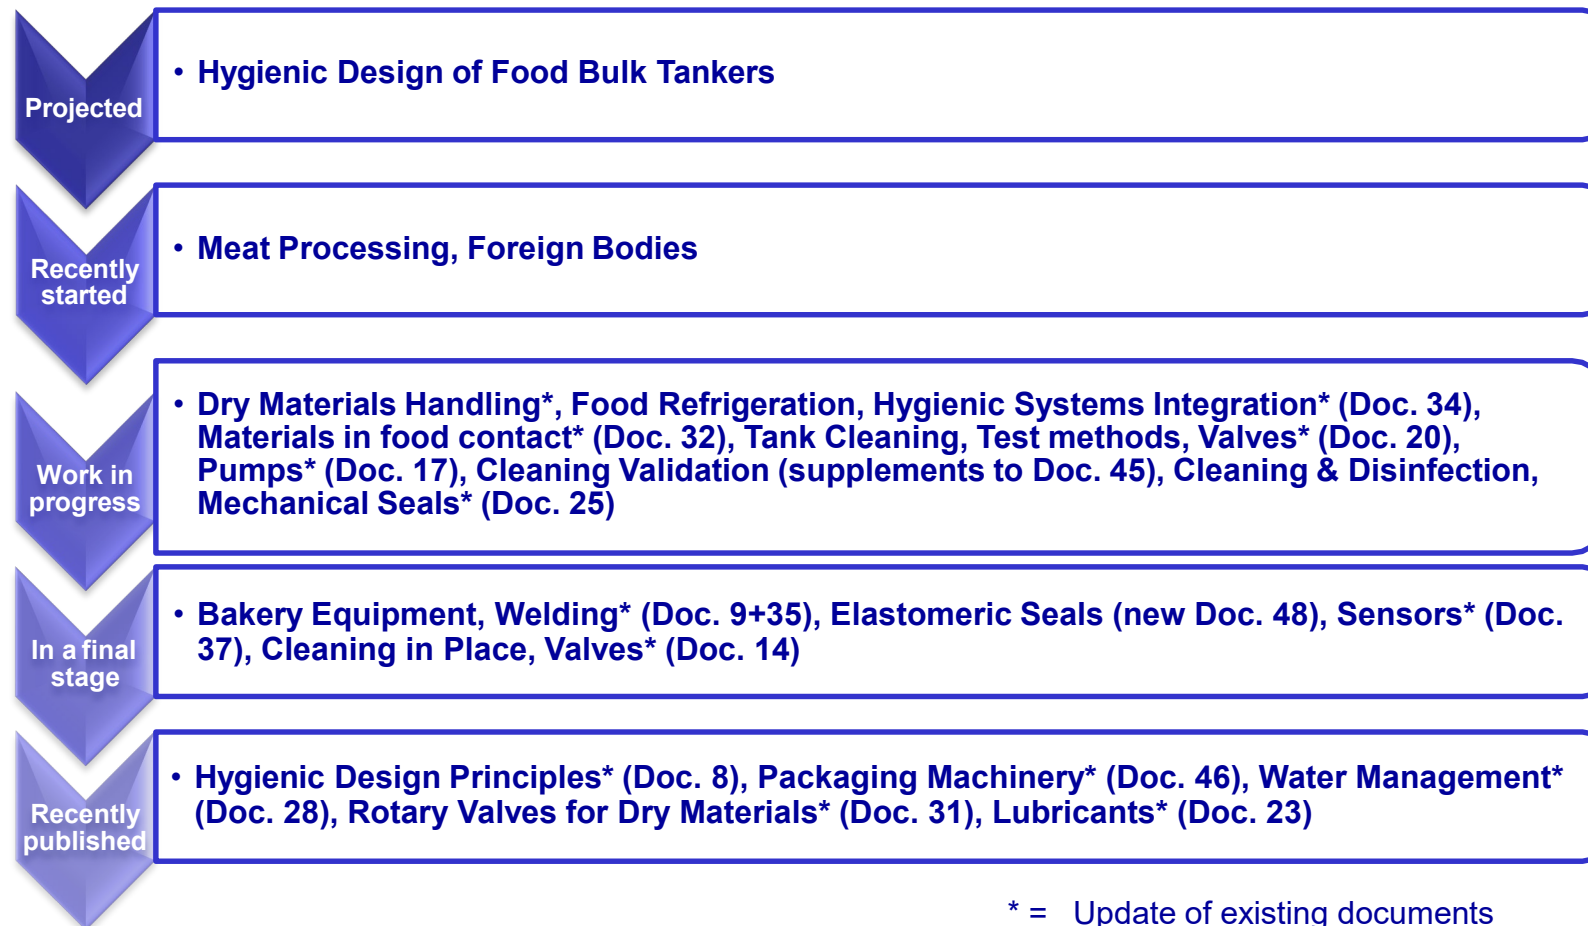 Projected
• Hygienic Design of Food Bulk Tankers
Recently
started
• Meat Processing, Foreign Bodies
Work in
progress
• Dry Materials Handling*, Food Refrigeration, Hygienic Systems Integration* (Doc. 34),
Materials in food contact* (Doc. 32), Tank Cleaning, Test methods, Valves* (Doc. 20),
Pumps* (Doc. 17), Cleaning Validation (supplements to Doc. 45), Cleaning & Disinfection,
Mechanical Seals* (Doc. 25)
In a final
stage
• Bakery Equipment, Welding* (Doc. 9+35), Elastomeric Seals (new Doc. 48), Sensors* (Doc.
37), Cleaning in Place, Valves* (Doc. 14)
Recently
published
• Hygienic Design Principles* (Doc. 8), Packaging Machinery* (Doc. 46), Water Management*
(Doc. 28), Rotary Valves for Dry Materials* (Doc. 31), Lubricants* (Doc. 23)
* = Update of existing documents